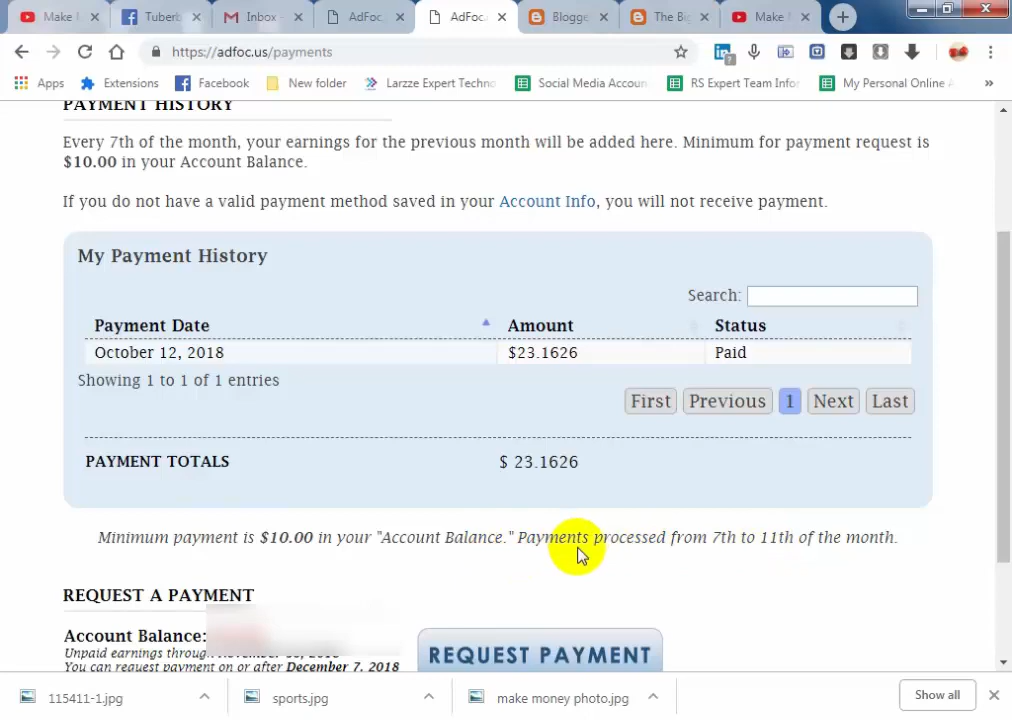 Make
Tuberb
Inbox -
AdFoc.
AdFoc.
Blogge
The Big
Make
https://adfoc.us/payments
Apps
Extensions
Facebook
New folder
Larzze Expert Techno
Social Media Accoun
RS Expert Team Infor
My Personal Online A
»
PAYMENT HISTORY
Every 7th of the month, your earnings for the previous month will be added here. Minimum for payment request is
$10.00 in your Account Balance.
If you do not have a valid payment method saved in your Account Info, you will not receive payment.
My Payment History
Search:
Payment Date Amount Status
October 12, 2018 $23.1626 Paid
Showing 1 to 1 of 1 entries
First Previous 1 Next Last
PAYMENT TOTALS $ 23.1626
Minimum payment is $10.00 in your "Account Balance." Payments processed from 7th to 11th of the month.
REQUEST A PAYMENT
Account Balance:
Unpaid earnings through
You can request payment on or after December 7, 2018
REQUEST PAYMENT
115411-1.jpg
sports.jpg
make money photo.jpg
Show all